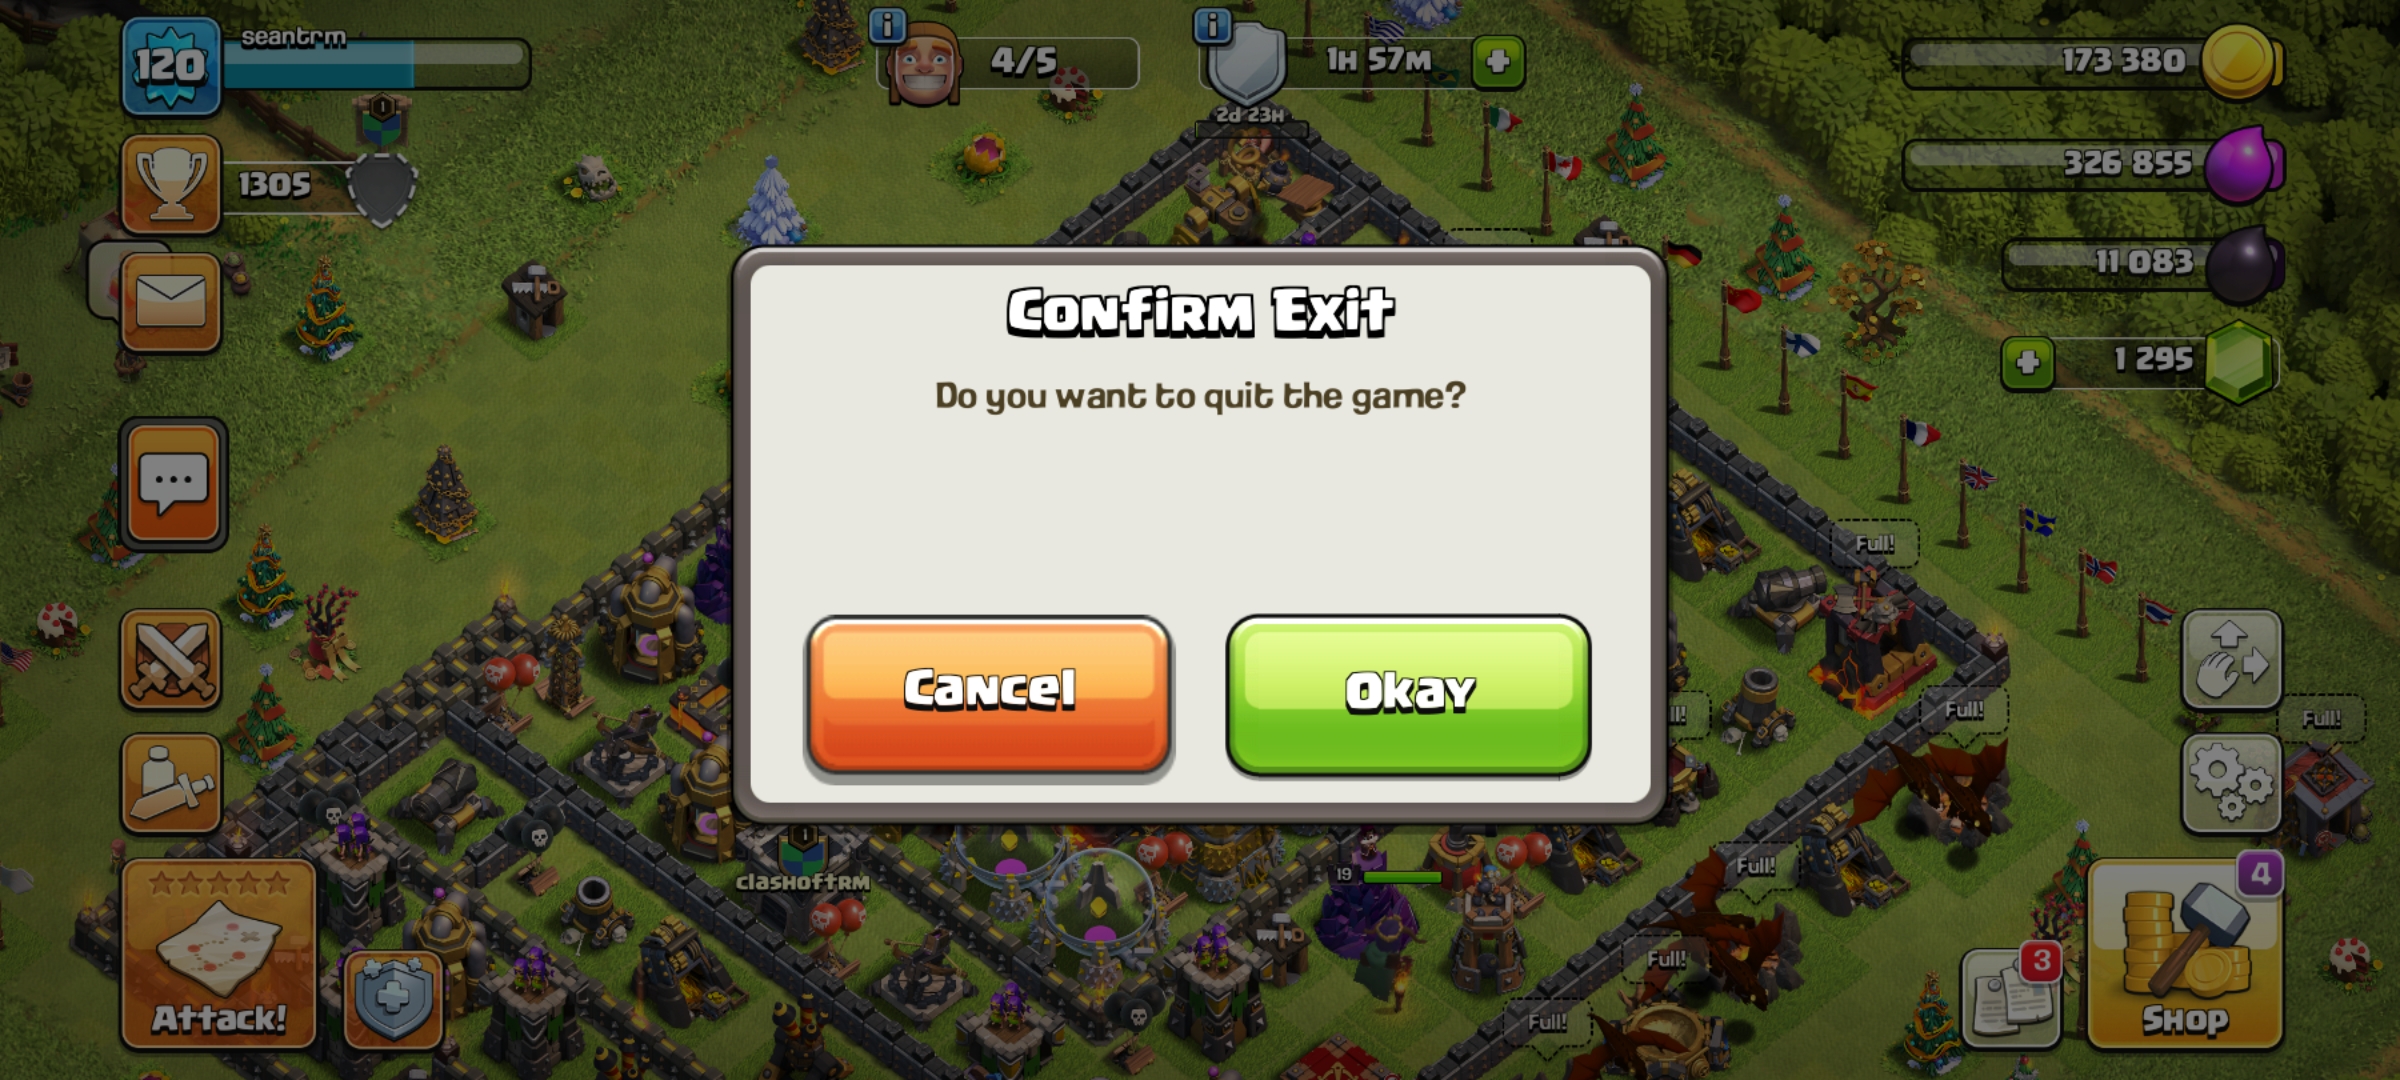 120
seantrm
4/5
1H 57M
173 380
2d 23H
326 855
1305
11 083
1 295
Confirm Exit
Do you want to quit the game?
Cancel
Okay
Full!
Full!
Full!
Full!
Full!
Full!
clashoftRM
19
4
3
Attack!
Shop